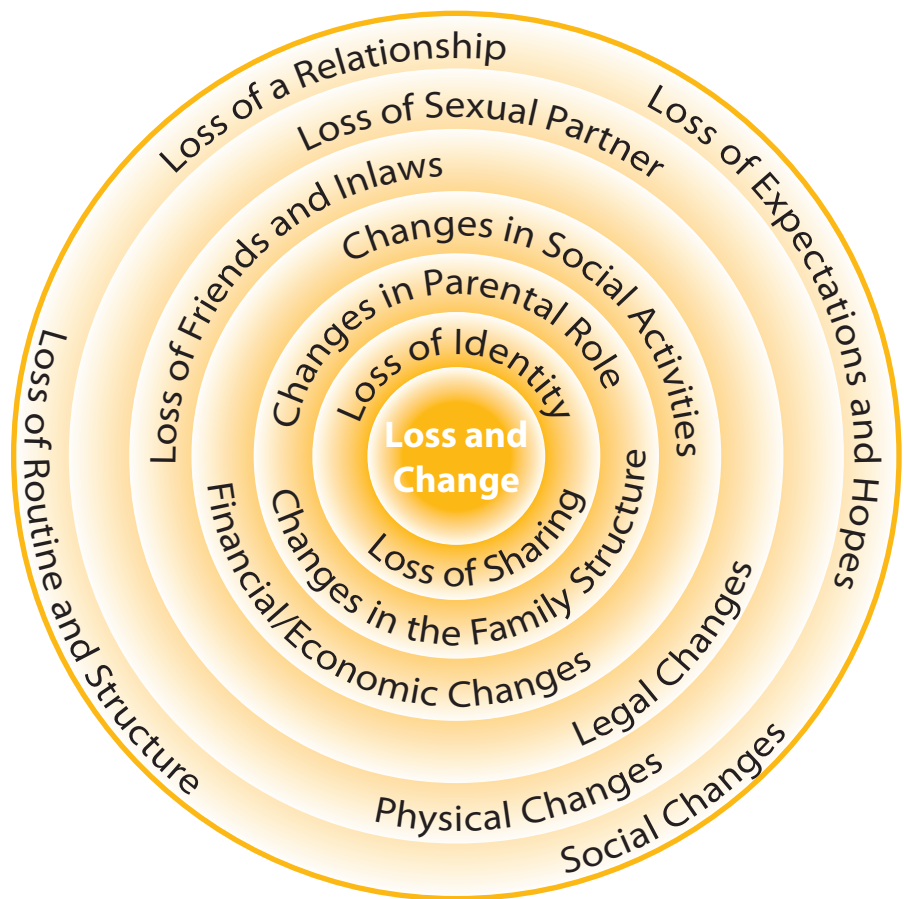 Loss of a Relationship
Loss of Expectations and Hopes
Loss of Sexual Partner
Loss of Friends and Inlaws
Changes in Social Activities
Changes in Parental Role
Loss of Identity
Loss and
Change
Loss of Sharing
Changes in the Family Structure
Financial/Economic Changes
Legal Changes
Physical Changes
Social Changes
Loss of Routine and Structure